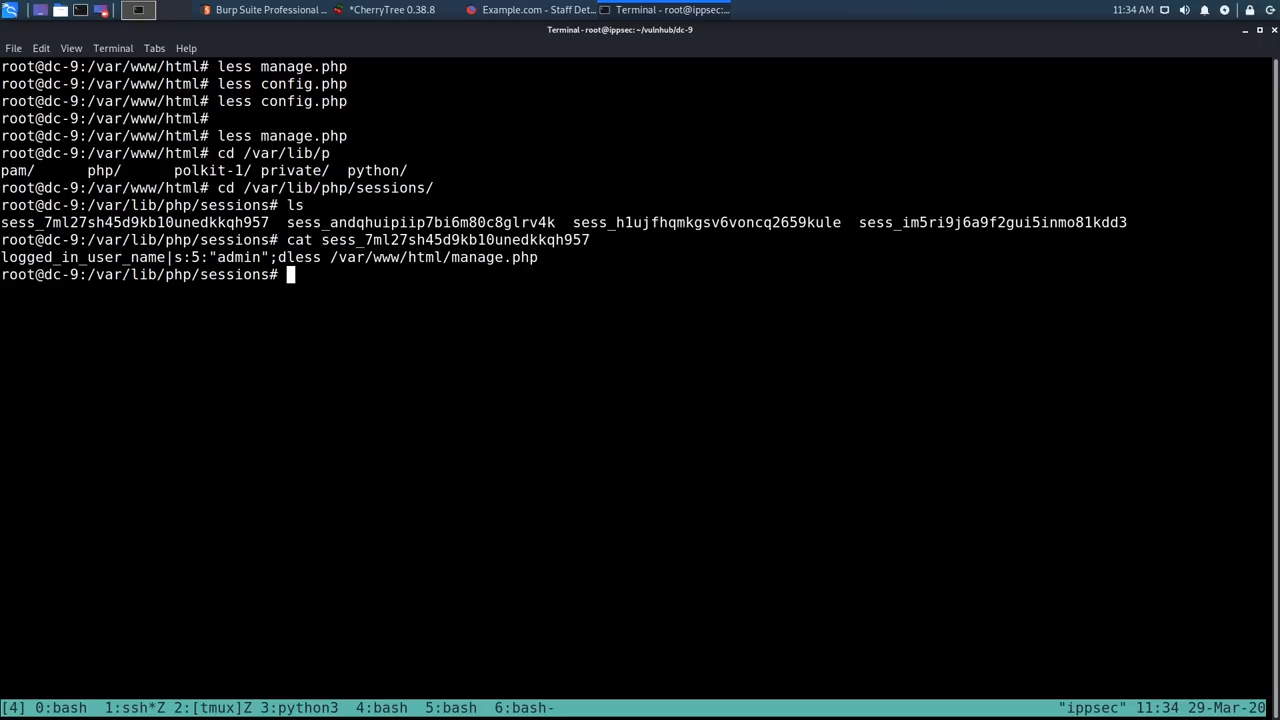 Burp Suite Professional ... *CherryTree 0.38.8 Example.com - Staff Det... Terminal - root@ippsec:... 11:34 AM
Terminal - root@ippsec: ~/vulnhub/dc-9
File Edit View Terminal Tabs Help
root@dc-9:/var/www/html# less manage.php
root@dc-9:/var/www/html# less config.php
root@dc-9:/var/www/html# less config.php
root@dc-9:/var/www/html#
root@dc-9:/var/www/html# less manage.php
root@dc-9:/var/www/html# cd /var/lib/p
pam/ php/ polkit-1/ private/ python/
root@dc-9:/var/www/html# cd /var/lib/php/sessions/
root@dc-9:/var/lib/php/sessions# ls
sess_7ml27sh45d9kb10unedkkqh957 sess_andqhuipiip7bi6m80c8glrv4k sess_h1ujfhqmkgsv6voncq2659kule sess_im5ri9j6a9f2gui5inmo81kdd3
root@dc-9:/var/lib/php/sessions# cat sess_7ml27sh45d9kb10unedkkqh957
logged_in_user_name|s:5:"admin";dless /var/www/html/manage.php
root@dc-9:/var/lib/php/sessions#
[4] 0:bash 1:ssh*Z 2:[tmux]Z 3:python3 4:bash 5:bash 6:bash- "ippsec" 11:34 29-Mar-20